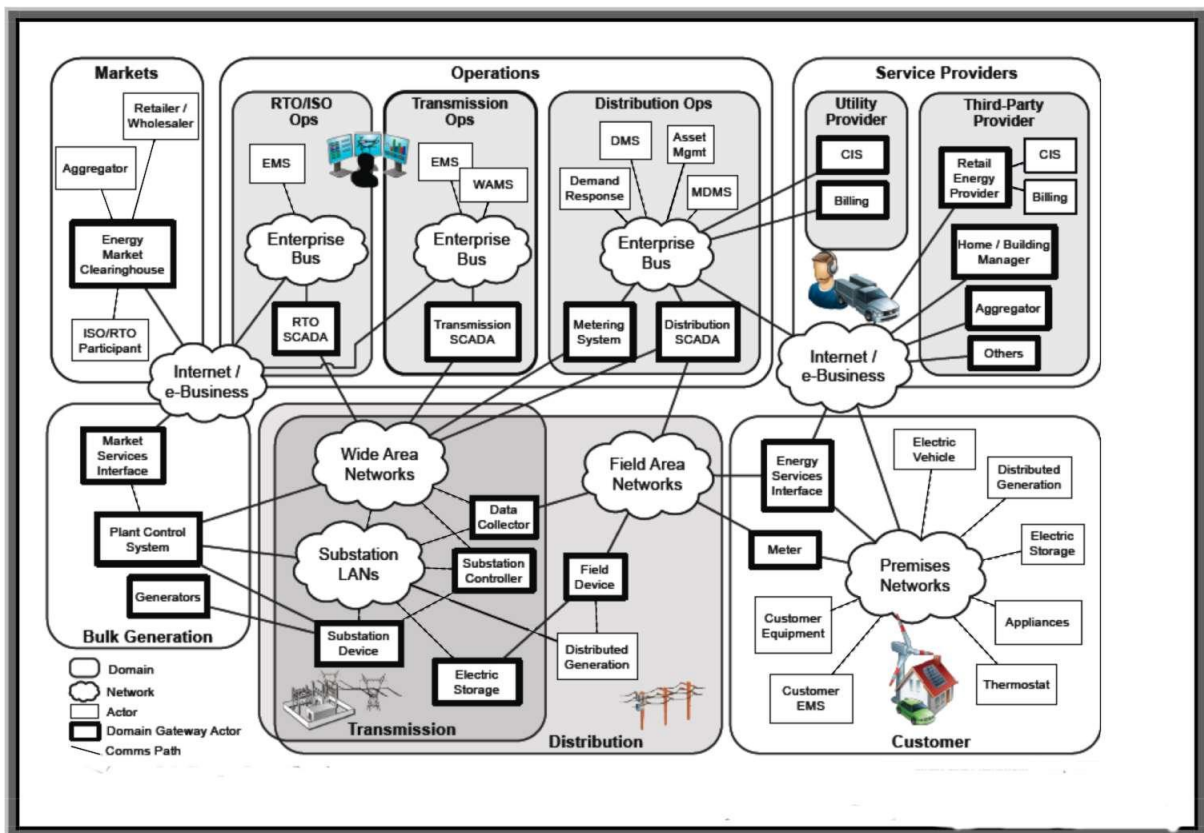 Markets
Retailer /
Wholesaler
Aggregator
Energy
Market
Clearinghouse
ISO/RTO
Participant
Internet /
e-Business
Operations
RTO/ISO
Ops
EMS
Enterprise
Bus
RTO
SCADA
Transmission
Ops
EMS
WAMS
Enterprise
Bus
Transmission
SCADA
Distribution Ops
DMS
Asset
Mgmt
Demand
Response
MDMS
Enterprise
Bus
Metering
System
Distribution
SCADA
Service Providers
Utility
Provider
CIS
Billing
Third-Party
Provider
Retail
Energy
Provider
CIS
Billing
Home / Building
Manager
Aggregator
Others
Internet /
e-Business
Market
Services
Interface
Plant Control
System
Generators
Bulk Generation
Wide Area
Networks
Data
Collector
Substation
LANs
Substation
Controller
Substation
Device
Electric
Storage
Transmission
Field Area
Networks
Field
Device
Distributed
Generation
Distribution
Energy
Services
Interface
Meter
Electric
Vehicle
Distributed
Generation
Electric
Storage
Premises
Networks
Customer
Equipment
Appliances
Customer
EMS
Thermostat
Customer
Domain
Network
Actor
Domain Gateway Actor
Comms Path